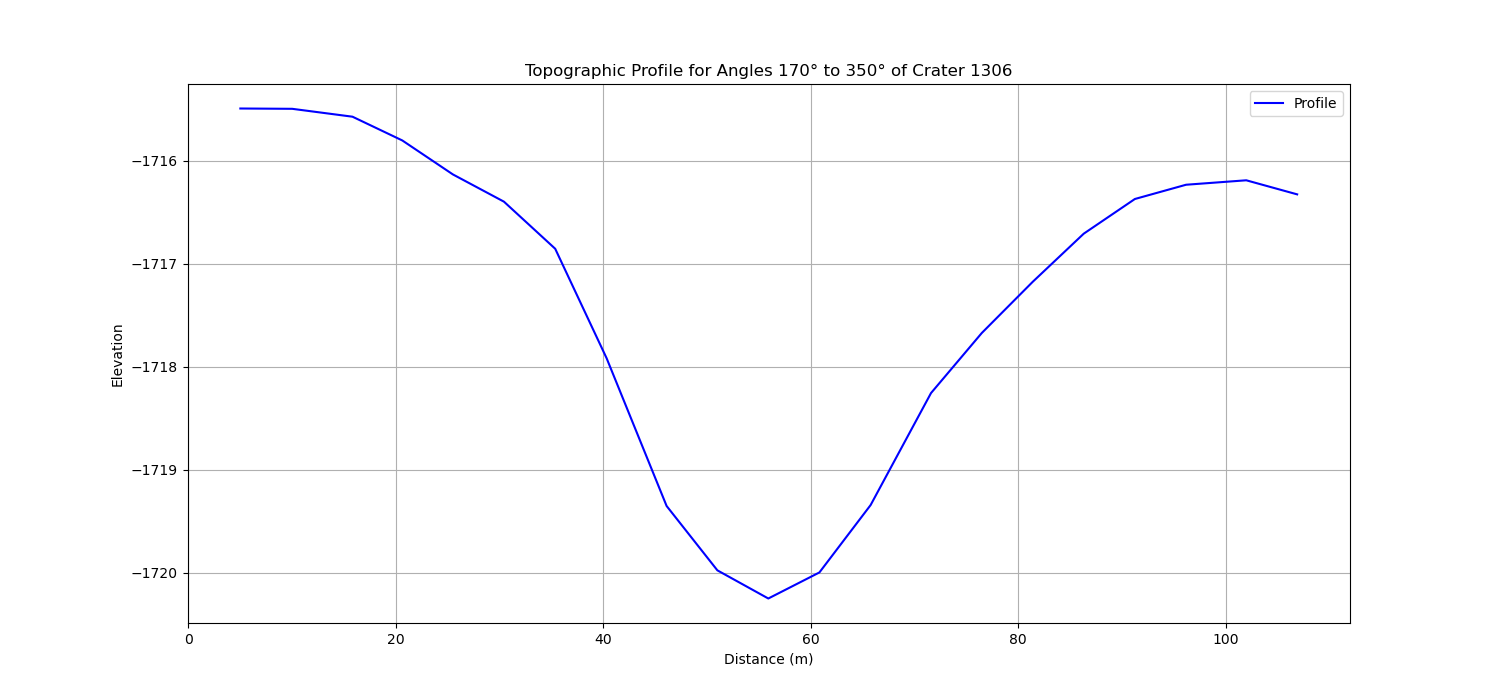 Topographic Profile for Angles 170° to 350° of Crater 1306
Profile
−1716
−1717
−1718
−1719
−1720
Elevation
0 20 40 60 80 100
Distance (m)